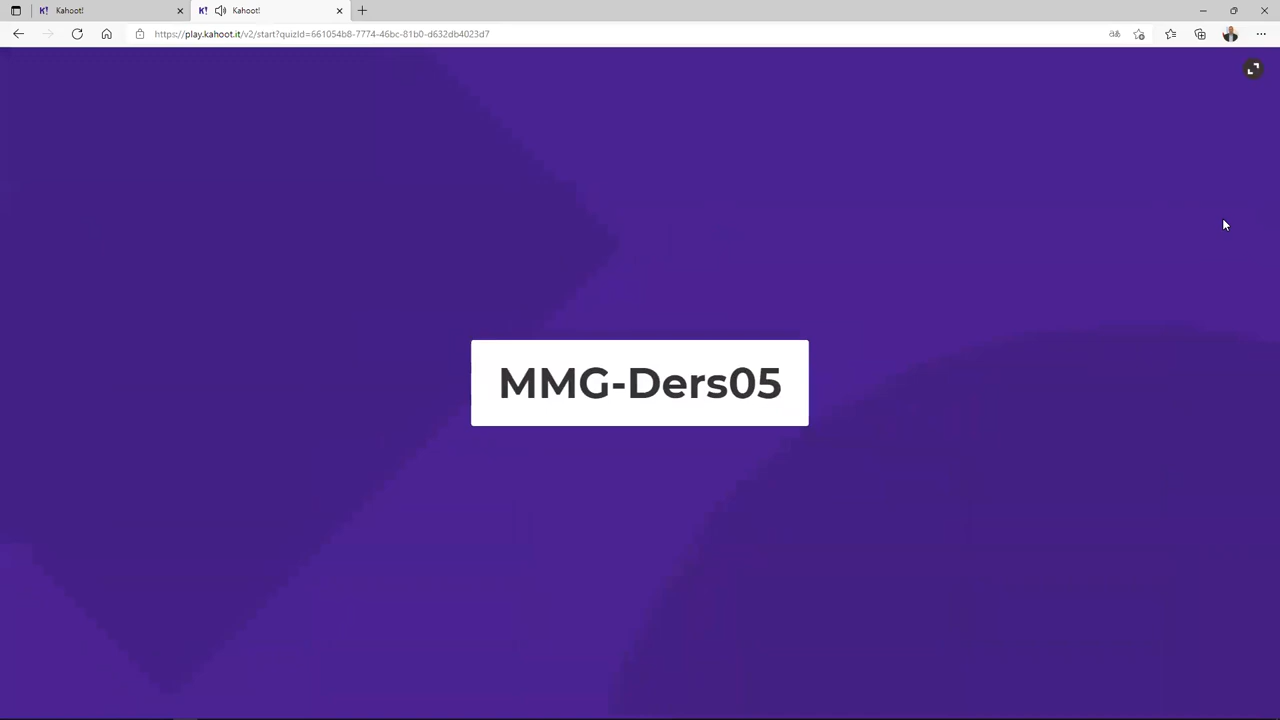 K! Kahoot!
K! Kahoot!
https://play.kahoot.it/v2/start?quizId=661054b8-7774-46bc-81b0-d632db4023d7
MMG-Ders05